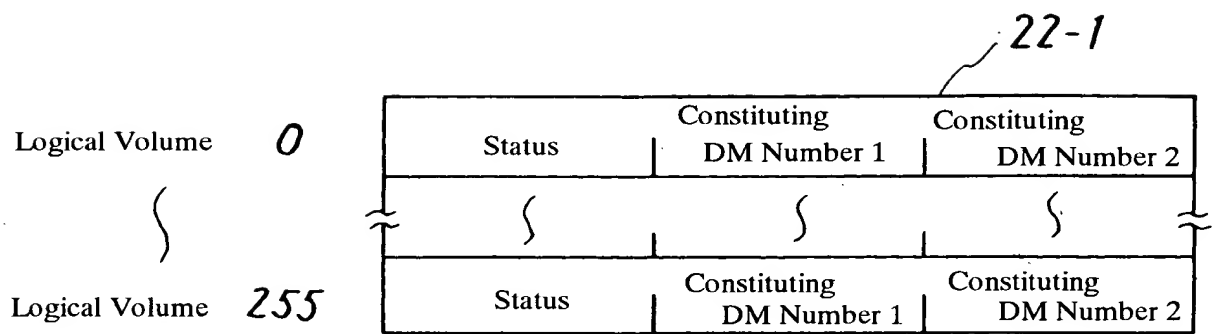 22-1
Logical Volume 0 Status Constituting DM Number 1 Constituting DM Number 2
Logical Volume 255 Status Constituting DM Number 1 Constituting DM Number 2